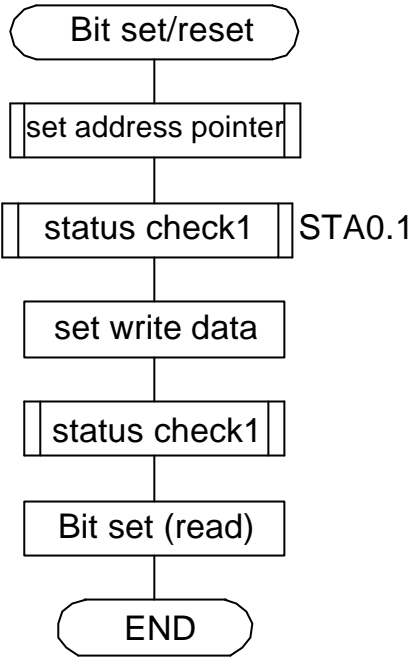 Bit set/reset
set address pointer
status check1 STA0.1
set write data
status check1
Bit set (read)
END